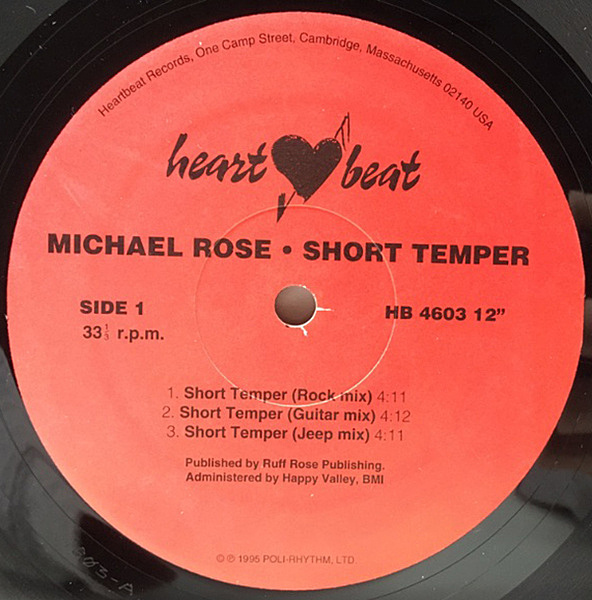 Heartbeat Records, One Camp Street, Cambridge, Massachusetts 02140 USA
heart beat
MICHAEL ROSE • SHORT TEMPER
SIDE 1
33⅓ r.p.m.
HB 4603 12”
1. Short Temper (Rock mix) 4:11
2. Short Temper (Guitar mix) 4:12
3. Short Temper (Jeep mix) 4:11
Published by Ruff Rose Publishing.
Administered by Happy Valley, BMI
© ℗ 1995 POLI-RHYTHM, LTD.